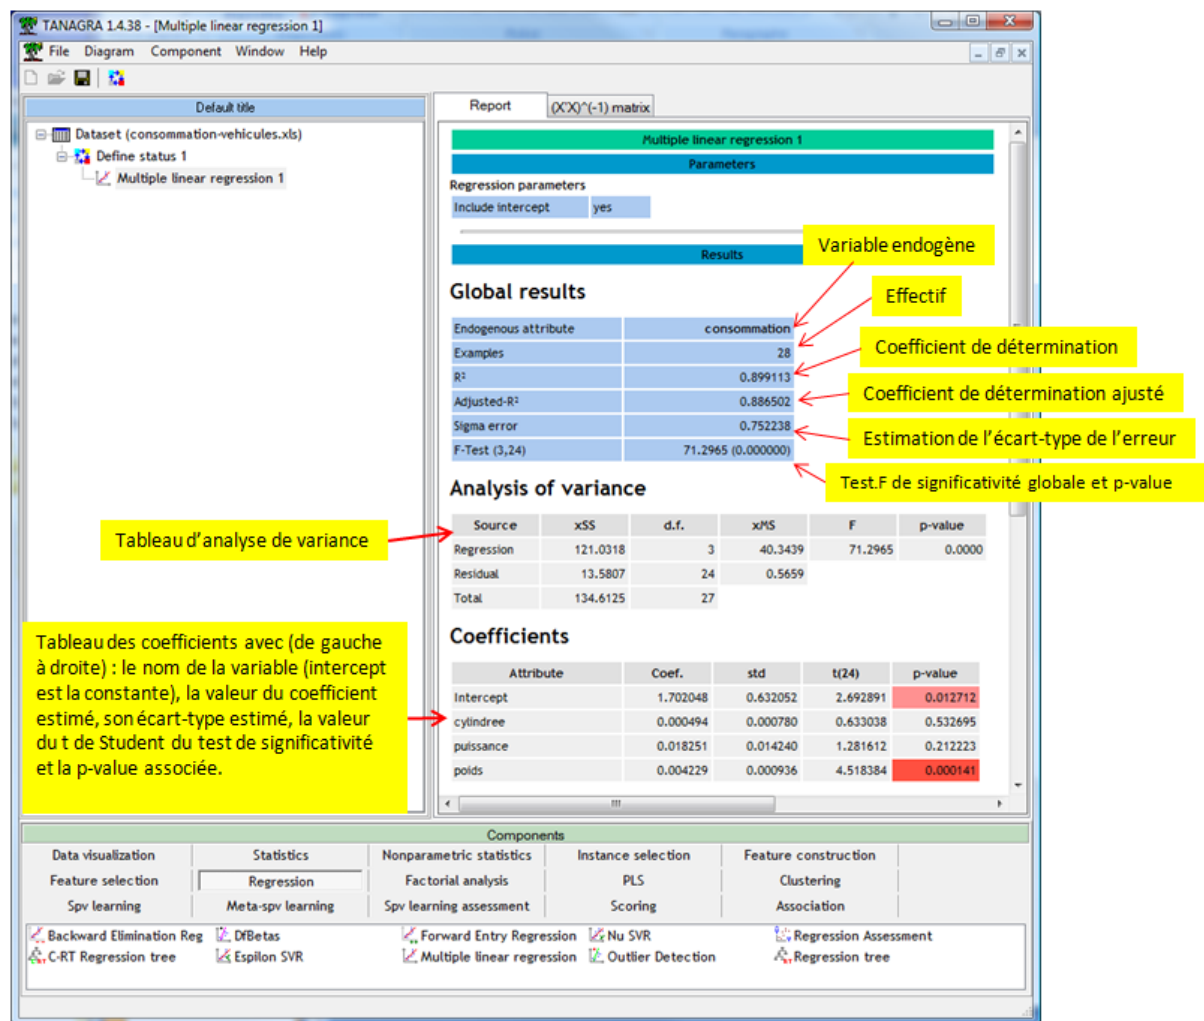 TANAGRA 1.4.38 - [Multiple linear regression 1]
File Diagram Component Window Help
Default title
Dataset (consommation-vehicules.xls)
Define status 1
Multiple linear regression 1
Report (X'X)^(-1) matrix
Multiple linear regression 1
Parameters
Regression parameters
Include intercept yes
Results
Global results
Endogenous attribute consommation
Examples 28
R² 0.899113
Adjusted-R² 0.886502
Sigma error 0.752238
F-Test (3,24) 71.2965 (0.000000)
Variable endogène
Effectif
Coefficient de détermination
Coefficient de détermination ajusté
Estimation de l'écart-type de l'erreur
Test.F de significativité globale et p-value
Analysis of variance
Source xSS d.f. xMS F p-value
Regression 121.0318 3 40.3439 71.2965 0.0000
Residual 13.5807 24 0.5659
Total 134.6125 27
Tableau d'analyse de variance
Coefficients
Attribute Coef. std t(24) p-value
Intercept 1.702048 0.632052 2.692891 0.012712
cylindree 0.000494 0.000780 0.633038 0.532695
puissance 0.018251 0.014240 1.281612 0.212223
poids 0.004229 0.000936 4.518384 0.000141
Tableau des coefficients avec (de gauche
à droite) : le nom de la variable (intercept
est la constante), la valeur du coefficient
estimé, son écart-type estimé, la valeur
du t de Student du test de significativité
et la p-value associée.
Components
Data visualization Statistics Nonparametric statistics Instance selection Feature construction
Feature selection Regression Factorial analysis PLS Clustering
Spv learning Meta-spv learning Spv learning assessment Scoring Association
Backward Elimination Reg DfBetas Forward Entry Regression Nu SVR Regression Assessment
C-RT Regression tree Espilon SVR Multiple linear regression Outlier Detection Regression tree